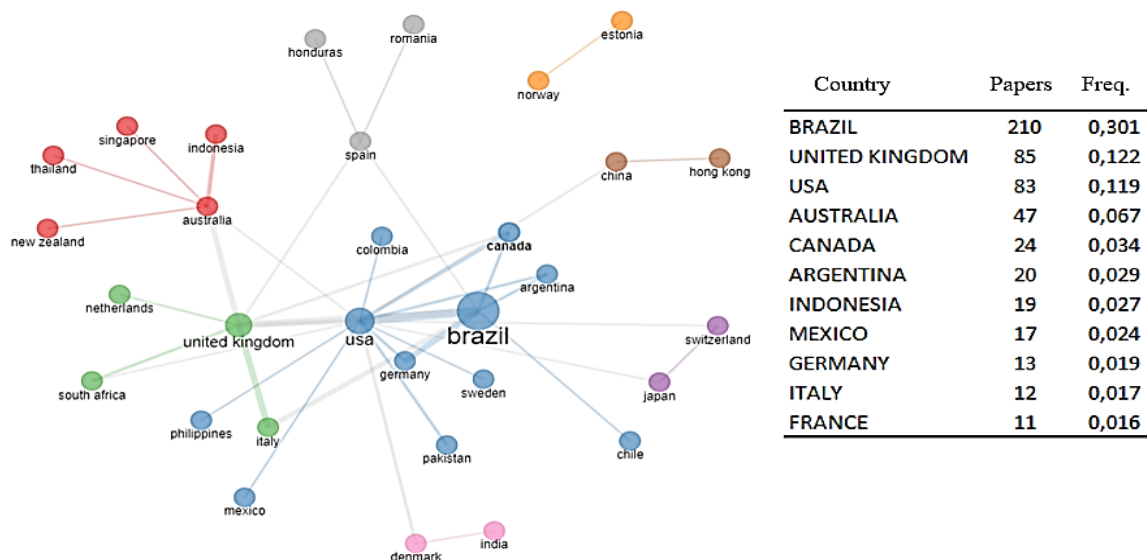 romania
honduras
estonia
norway
singapore
indonesia
thailand
spain
china
hong kong
australia
new zealand
colombia
canada
argentina
netherlands
united kingdom
usa
brazil
switzerland
germany
sweden
japan
south africa
philippines
italy
pakistan
chile
mexico
india
denmark
Country Papers Freq.
BRAZIL 210 0,301
UNITED KINGDOM 85 0,122
USA 83 0,119
AUSTRALIA 47 0,067
CANADA 24 0,034
ARGENTINA 20 0,029
INDONESIA 19 0,027
MEXICO 17 0,024
GERMANY 13 0,019
ITALY 12 0,017
FRANCE 11 0,016